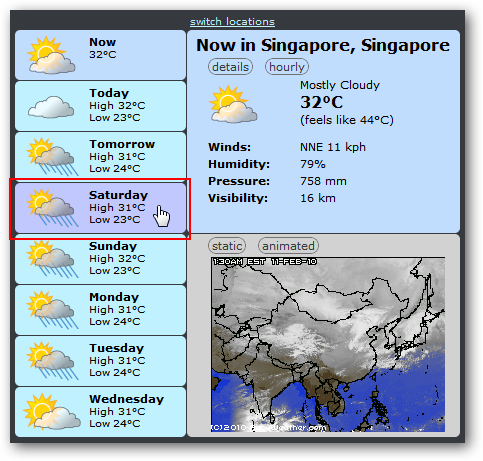 switch locations
Now
32°C
Today
High 32°C
Low 23°C
Tomorrow
High 31°C
Low 24°C
Saturday
High 31°C
Low 23°C
Sunday
High 32°C
Low 23°C
Monday
High 31°C
Low 24°C
Tuesday
High 31°C
Low 24°C
Wednesday
High 31°C
Low 24°C
Now in Singapore, Singapore
details hourly
Mostly Cloudy
32°C
(feels like 44°C)
Winds: NNE 11 kph
Humidity: 79%
Pressure: 758 mm
Visibility: 16 km
static animated
1:30AM EST 11-FEB-10
(C)2010